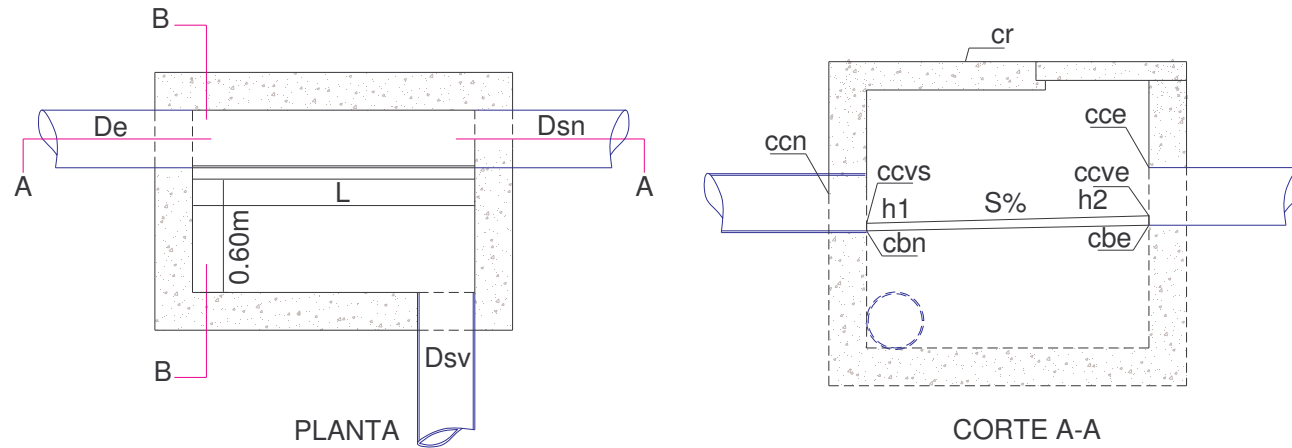 B
De
Dsn
A
A
L
0.60m
B
Dsv
PLANTA
cr
ccn
cce
ccvs
ccve
h1
S%
h2
cbn
cbe
CORTE A-A